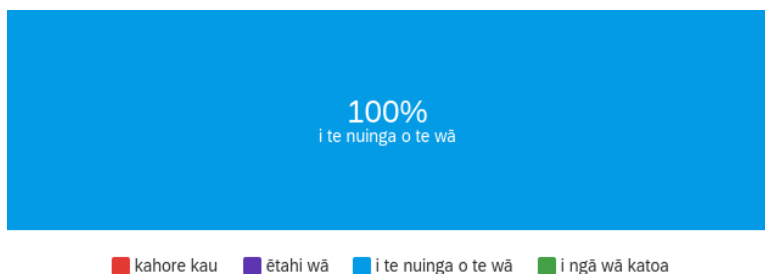 100%
i te nuinga o te wā
kahore kau ētahi wā i te nuinga o te wā i ngā wā katoa